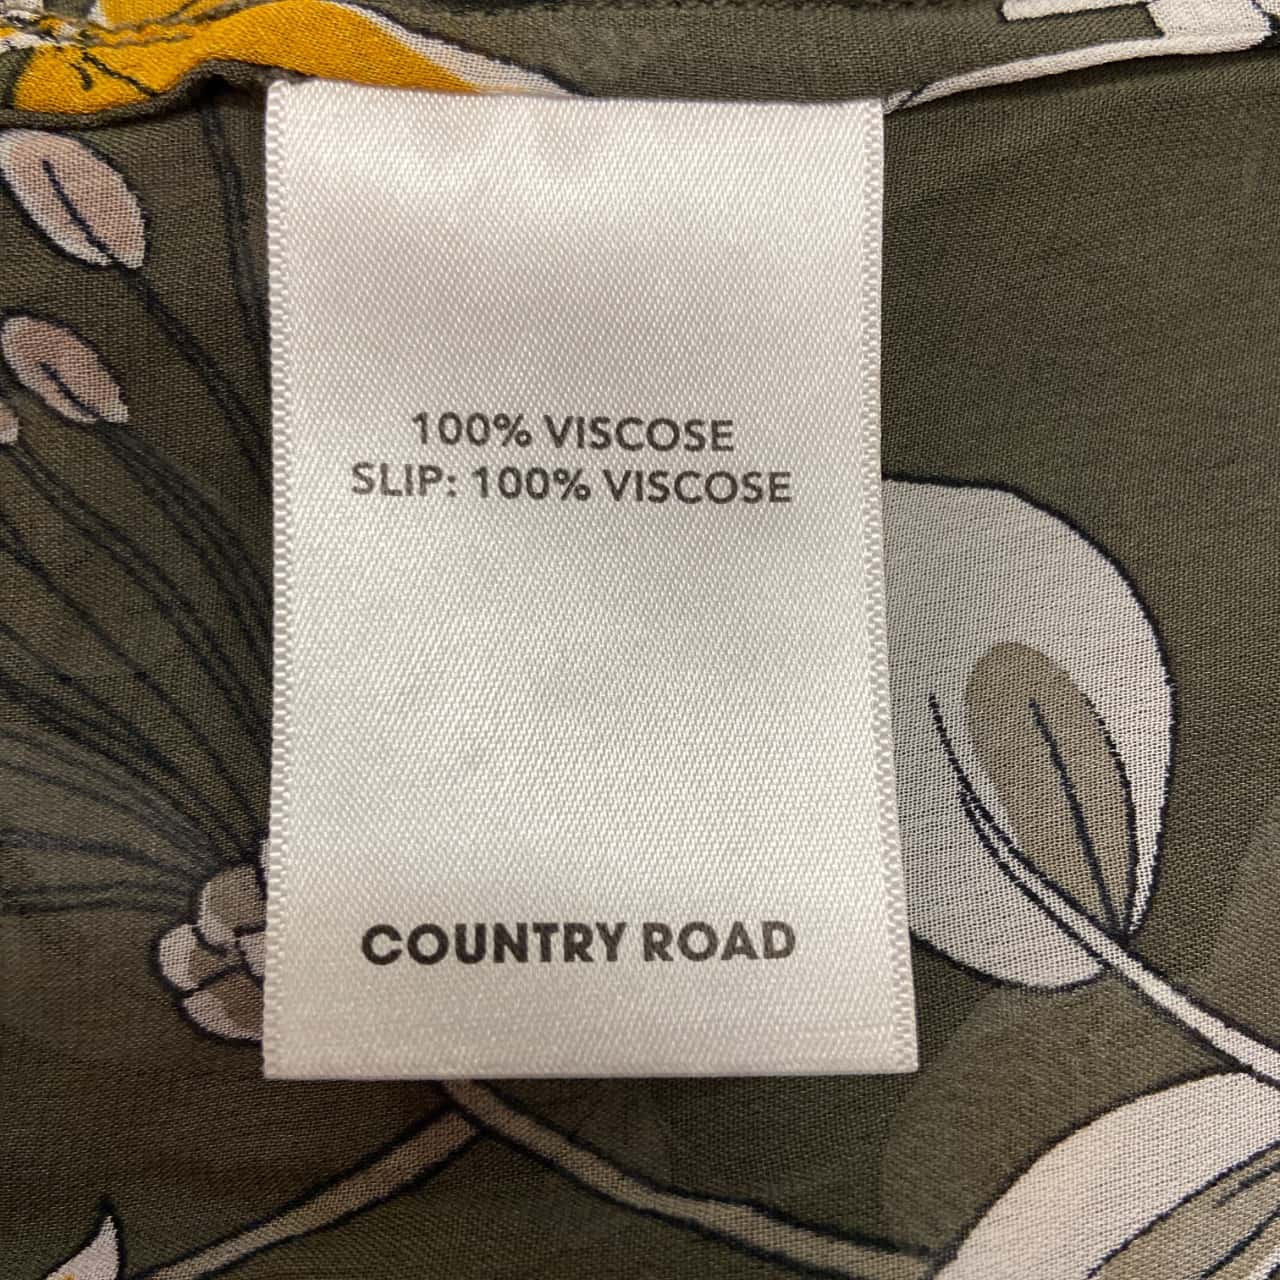 100% VISCOSE
SLIP: 100% VISCOSE
COUNTRY ROAD